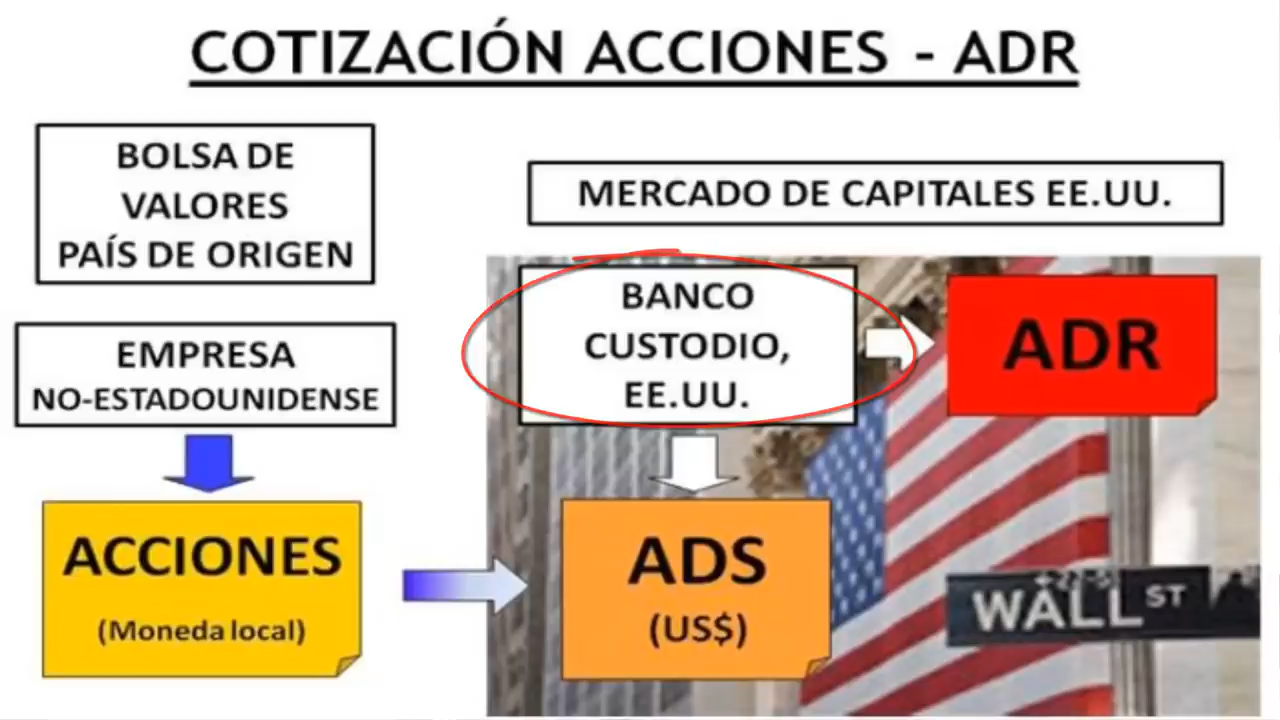 COTIZACIÓN ACCIONES - ADR
BOLSA DE
VALORES
PAÍS DE ORIGEN
MERCADO DE CAPITALES EE.UU.
EMPRESA
NO-ESTADOUNIDENSE
BANCO
CUSTODIO,
EE.UU.
ADR
ACCIONES
(Moneda local)
ADS
(US$)
WALL ST